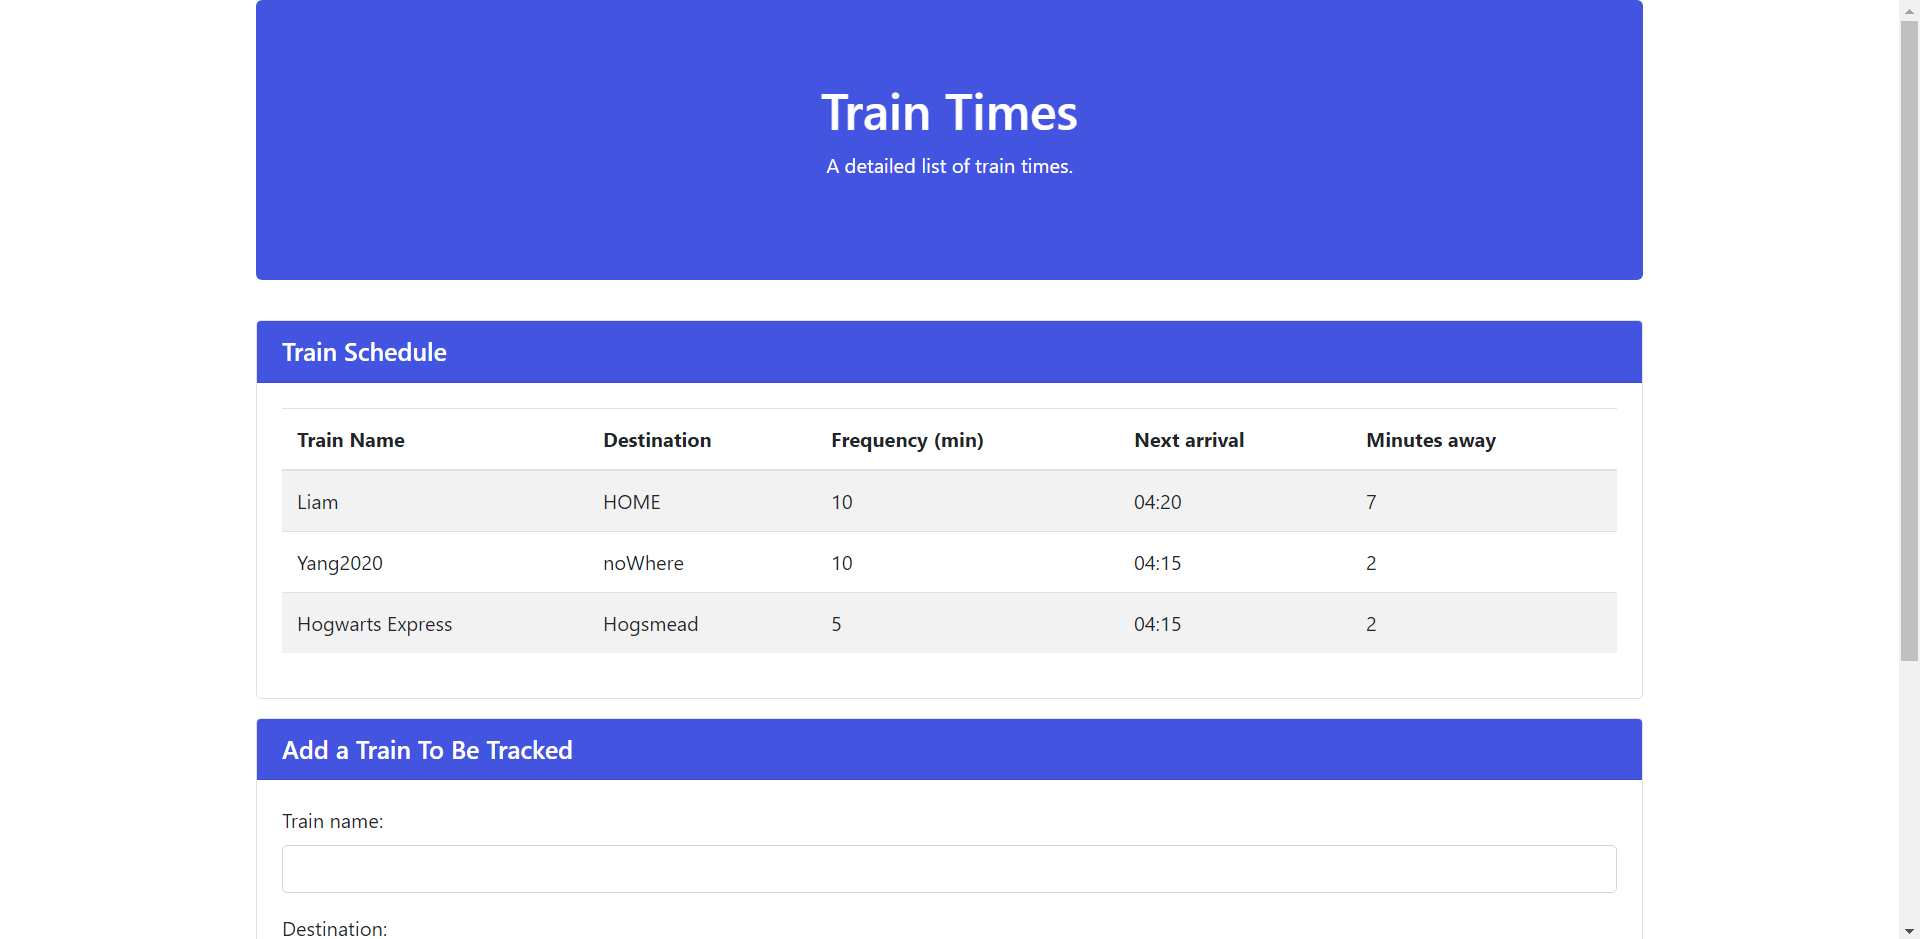 Train Times
A detailed list of train times.
Train Schedule
Train Name Destination Frequency (min) Next arrival Minutes away
Liam HOME 10 04:20 7
Yang2020 noWhere 10 04:15 2
Hogwarts Express Hogsmead 5 04:15 2
Add a Train To Be Tracked
Train name:
Destination: